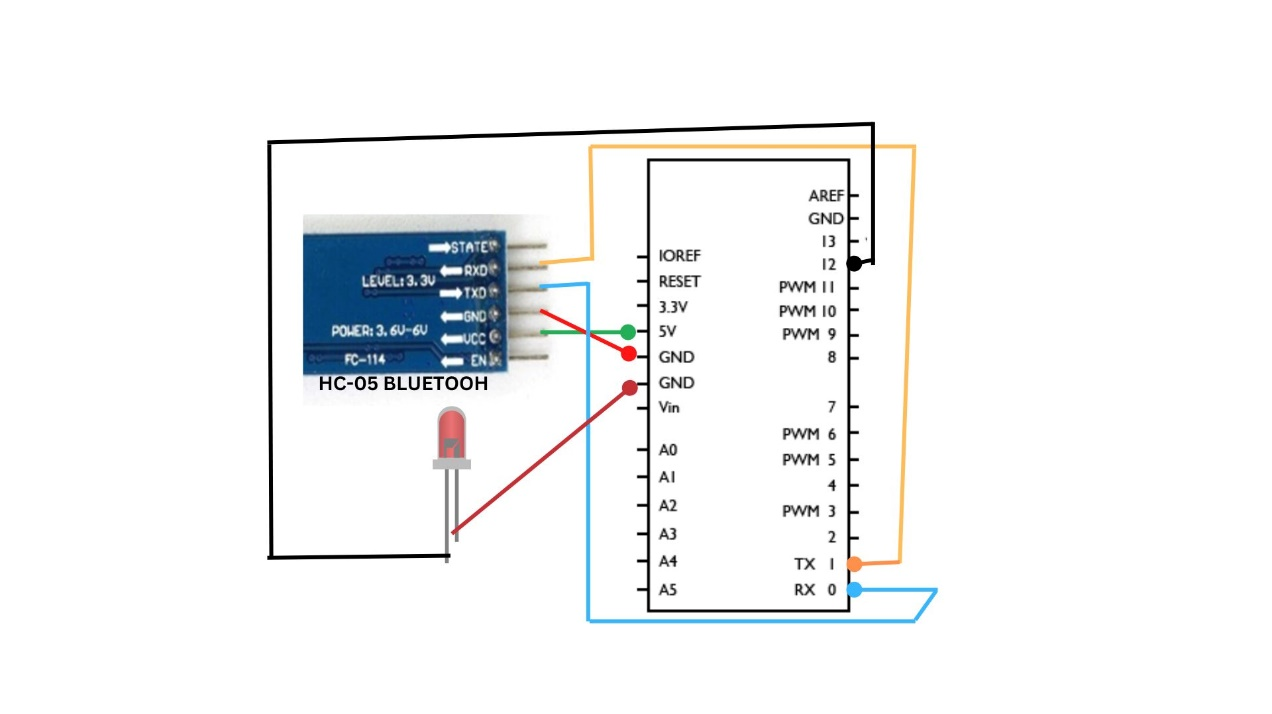 STATE
RXD
LEVEL:3.3V
TXD
GND
POWER:3.6V-6V
VCC
FC-114
EN
HC-05 BLUETOOH
IOREF
RESET
3.3V
5V
GND
GND
Vin
A0
A1
A2
A3
A4
A5
AREF
GND
13
12
PWM 11
PWM 10
PWM 9
8
7
PWM 6
PWM 5
4
PWM 3
2
TX 1
RX 0